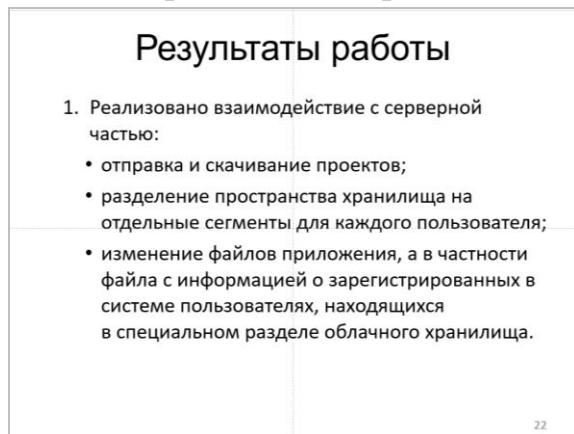 Результаты работы
1. Реализовано взаимодействие с серверной
частью:
• отправка и скачивание проектов;
• разделение пространства хранилища на
отдельные сегменты для каждого пользователя;
• изменение файлов приложения, а в частности
файла с информацией о зарегистрированных в
системе пользователях, находящихся
в специальном разделе облачного хранилища.
22